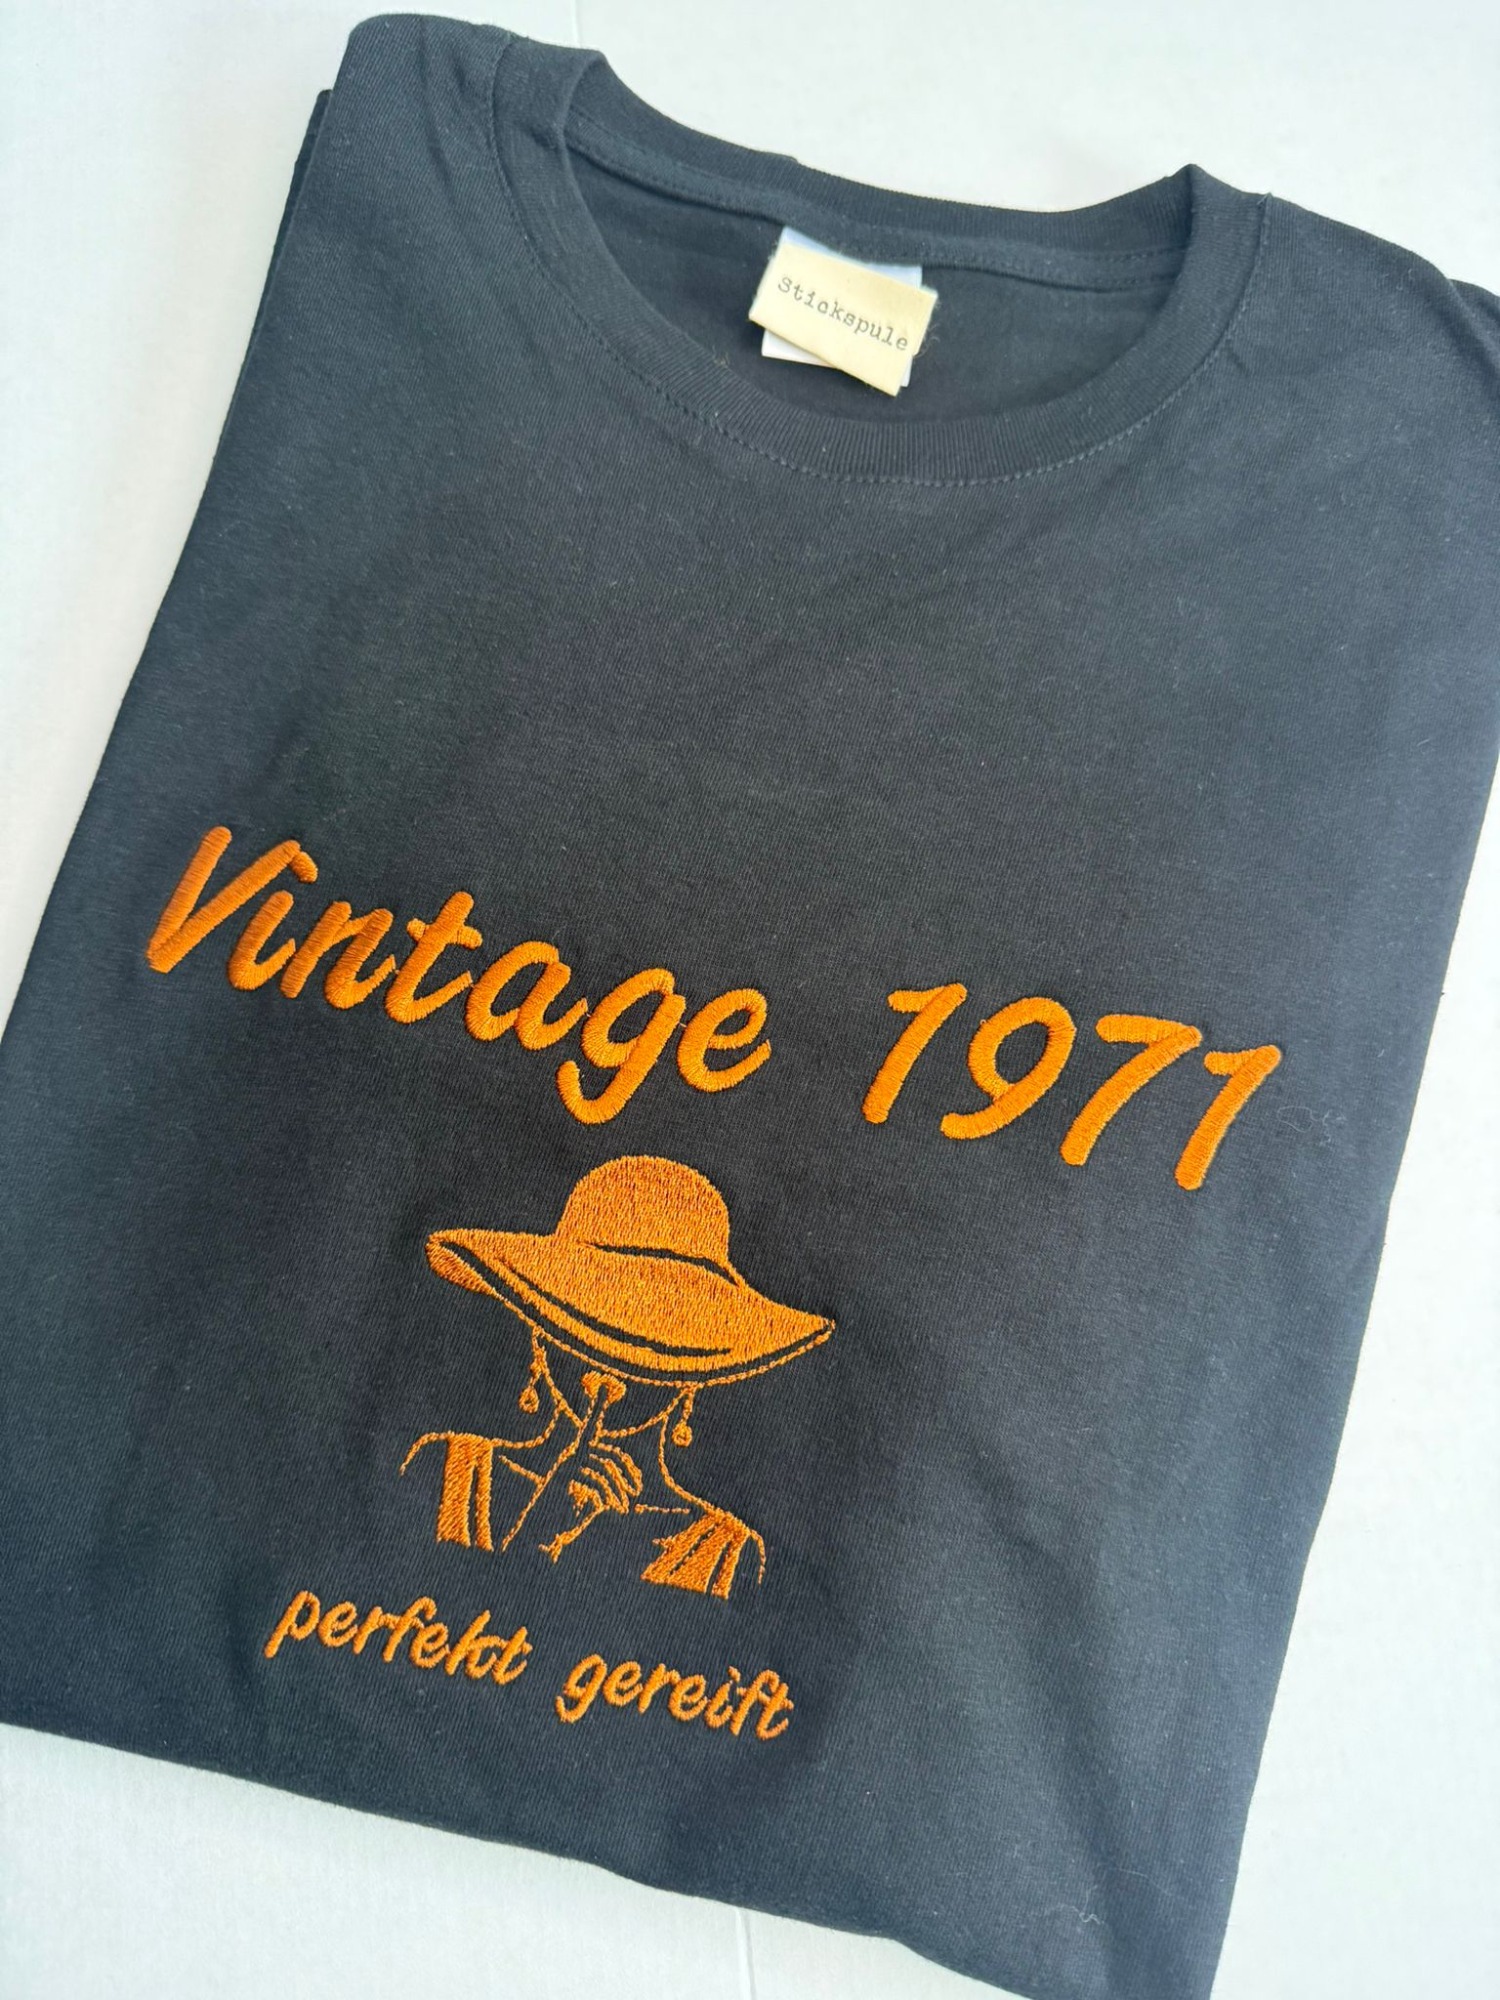 Stickspule
Vintage 1971
perfekt gereift